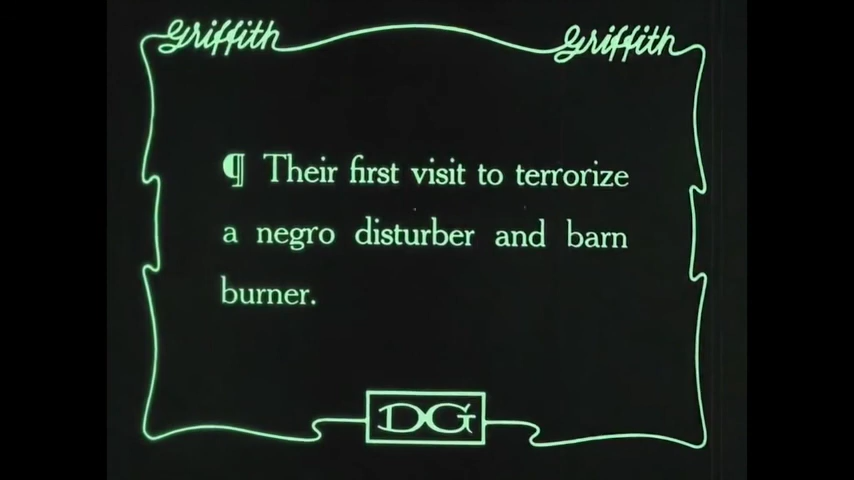 Griffith Griffith
¶ Their first visit to terrorize
a negro disturber and barn
burner.
DG